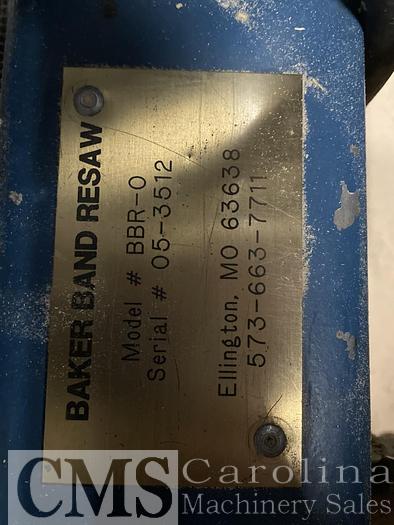 BAKER BAND RESAW
Model # BBR-0
Serial # 05-3512
Ellington, MO 63638
573-663-7711
CMS Carolina
Machinery Sales